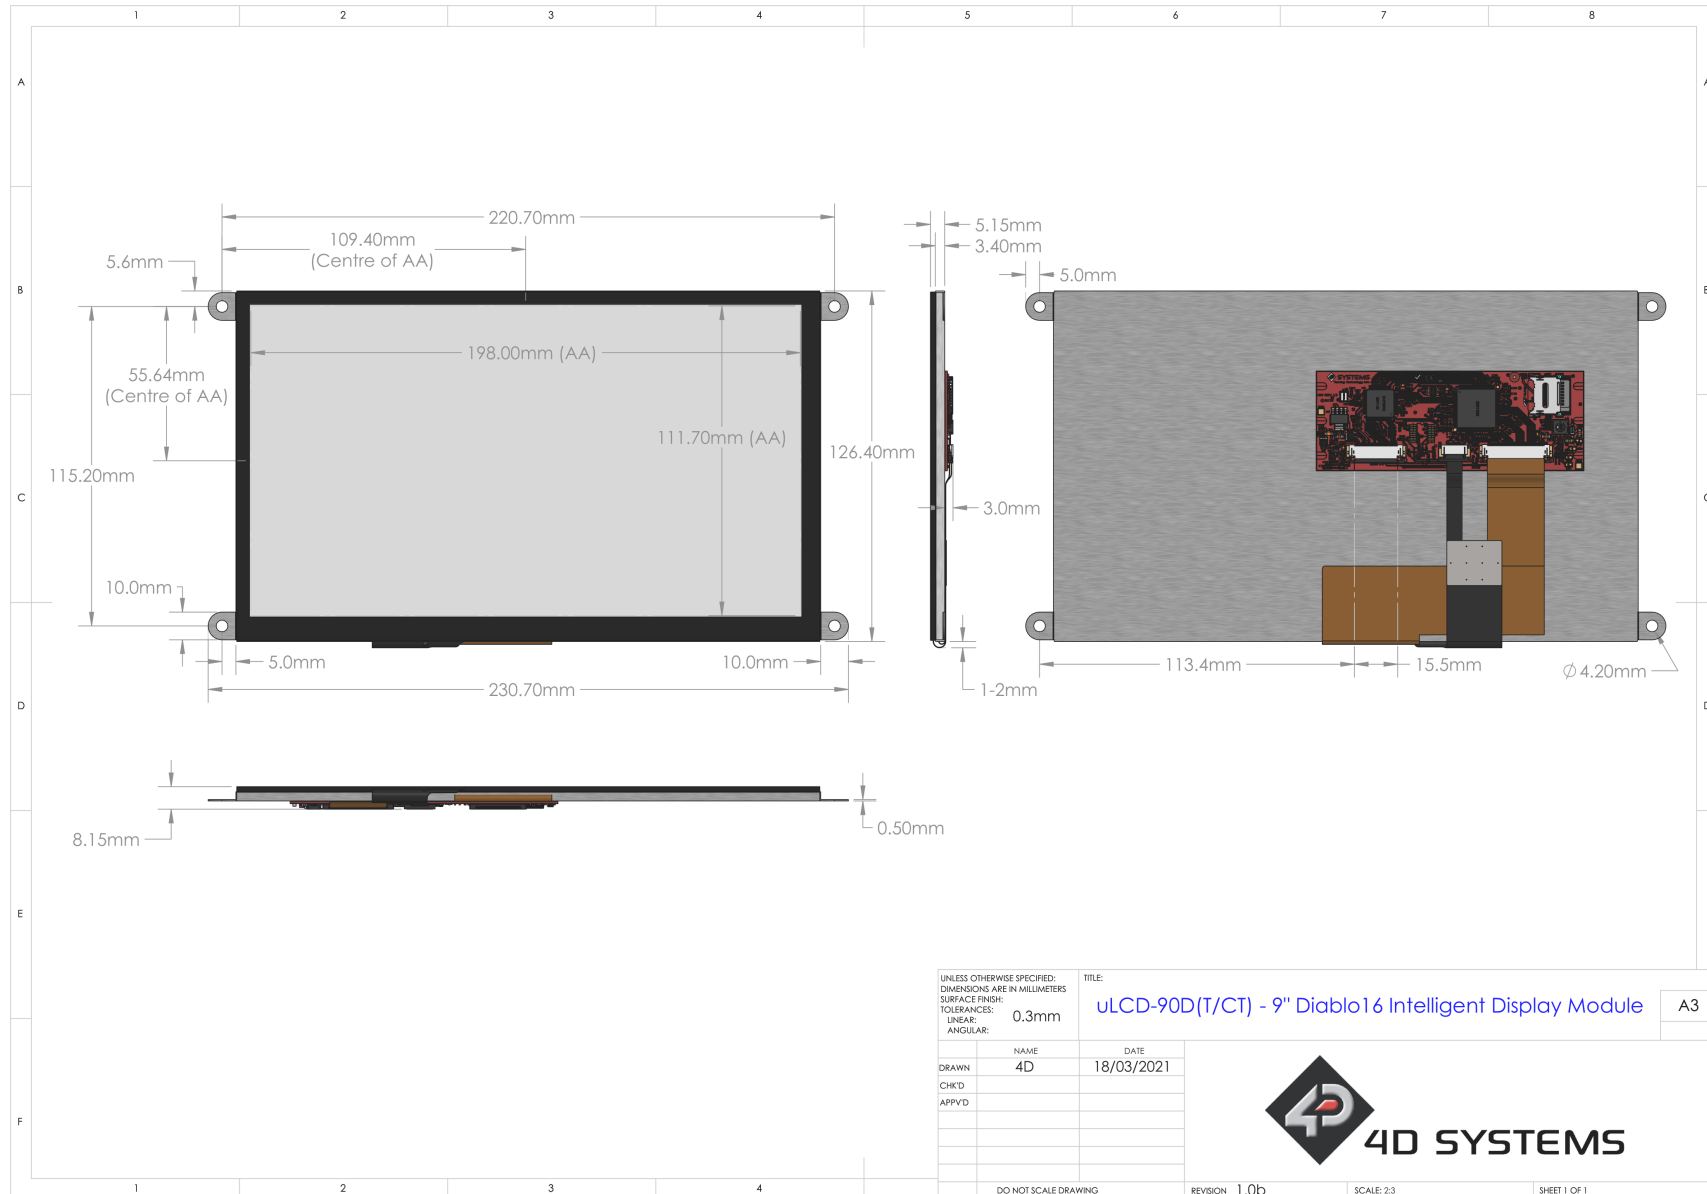 1 2 3 4 5 6 7 8
A
B
C
D
E
F
220.70mm
109.40mm
(Centre of AA)
5.6mm
198.00mm (AA)
55.64mm
(Centre of AA)
111.70mm (AA)
126.40mm
115.20mm
10.0mm
5.0mm
10.0mm
230.70mm
5.15mm
3.40mm
3.0mm
1-2mm
5.0mm
SYSTEMS
113.4mm
15.5mm
Ø 4.20mm
8.15mm
0.50mm
UNLESS OTHERWISE SPECIFIED:
DIMENSIONS ARE IN MILLIMETERS
SURFACE FINISH:
TOLERANCES:
LINEAR: 0.3mm
ANGULAR:
TITLE:
uLCD-90D(T/CT) - 9" Diablo16 Intelligent Display Module
A3
NAME DATE
DRAWN 4D 18/03/2021
CHK'D
APPV'D
4D SYSTEMS
DO NOT SCALE DRAWING
REVISION 1.0b
SCALE: 2:3
SHEET 1 OF 1
1 2 3 4